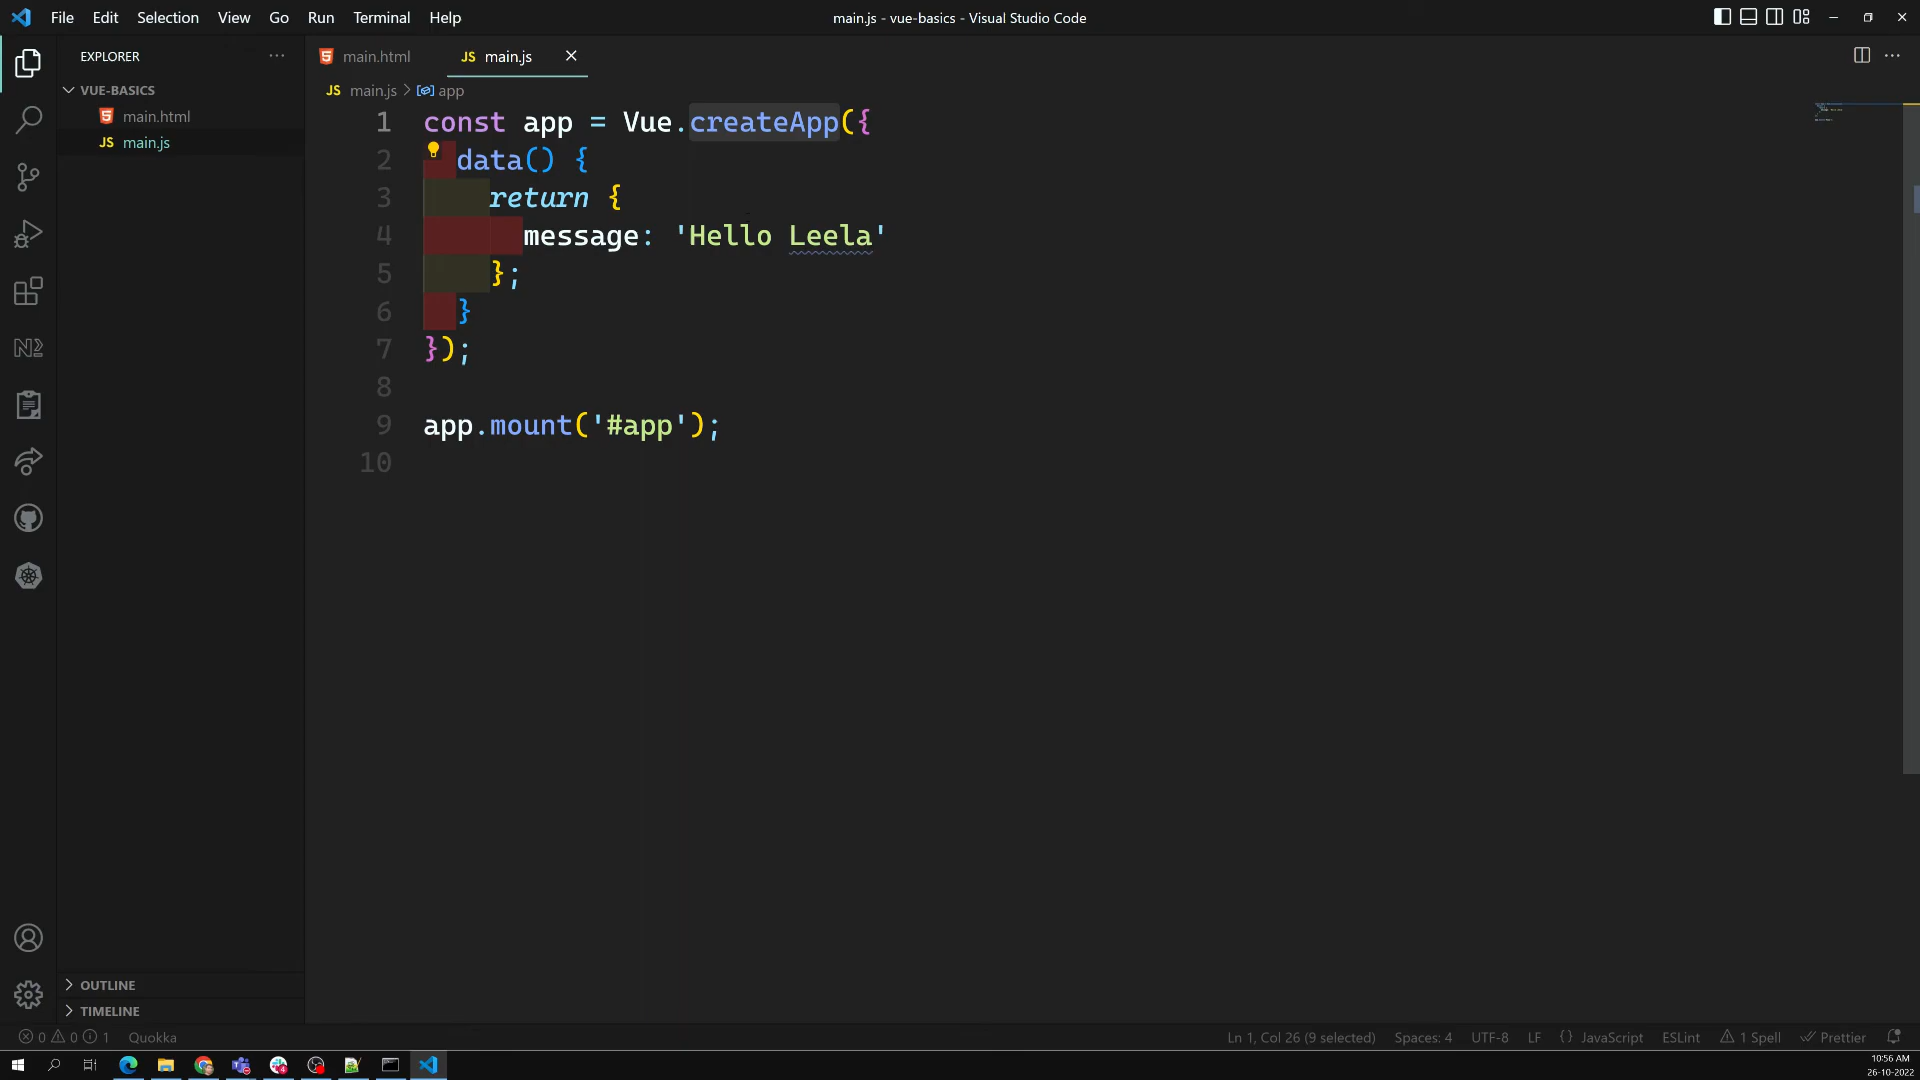 File Edit Selection View Go Run Terminal Help
main.js - vue-basics - Visual Studio Code
EXPLORER
VUE-BASICS
main.html
JS main.js
main.html
JS main.js
JS main.js > app
1 const app = Vue.createApp({
2 data() {
3 return {
4 message: 'Hello Leela'
5 };
6 }
7 });
8
9 app.mount('#app');
10
OUTLINE
TIMELINE
0 0 1 Quokka
Ln 1, Col 26 (9 selected) Spaces: 4 UTF-8 LF {} JavaScript ESLint 1 Spell Prettier
10:56 AM
26-10-2022